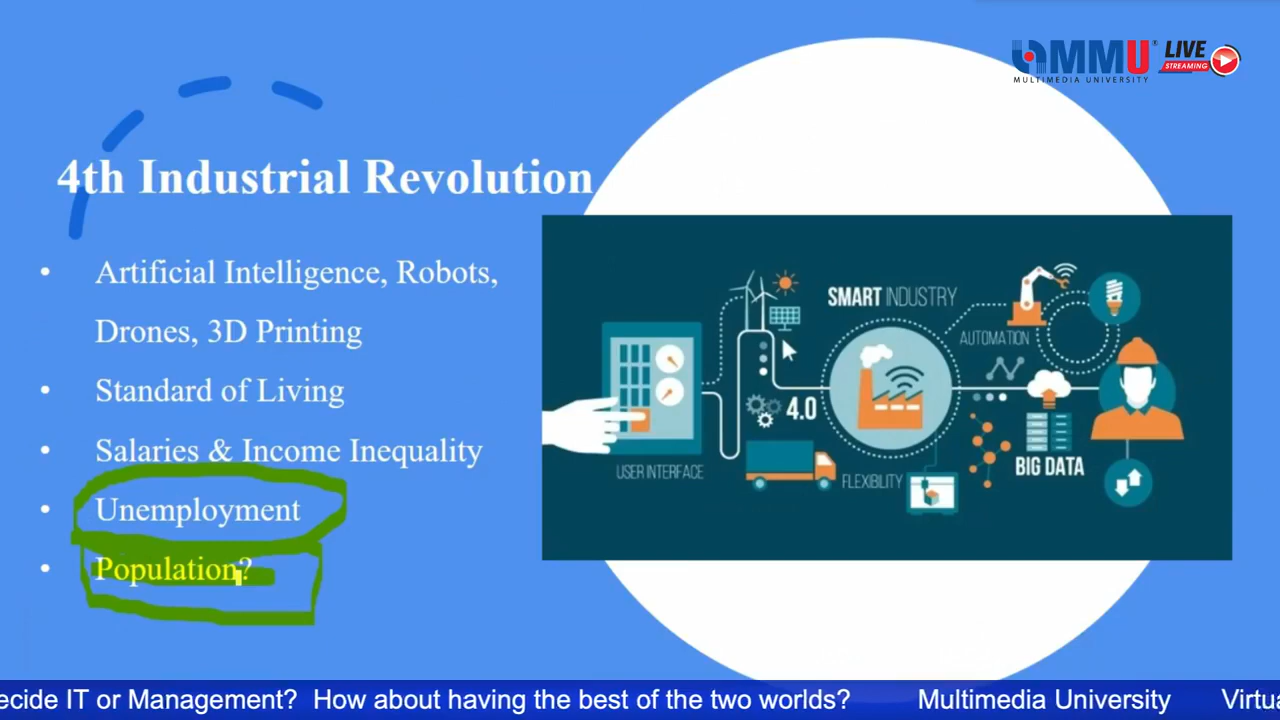 MMU LIVE
STREAMING
MULTIMEDIA UNIVERSITY
4th Industrial Revolution
• Artificial Intelligence, Robots,
Drones, 3D Printing
• Standard of Living
• Salaries & Income Inequality
• Unemployment
• Population?
SMART INDUSTRY
AUTOMATION
4.0
USER INTERFACE
FLEXIBILITY
BIG DATA
ecide IT or Management? How about having the best of the two worlds? Multimedia University Virtua